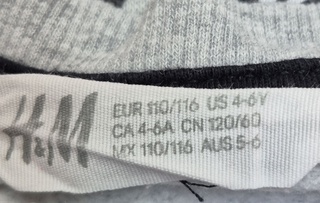 H&M
EUR 110/116 US 4-6Y
CA 4-6A CN 120/60
MX 110/116 AUS 5-6